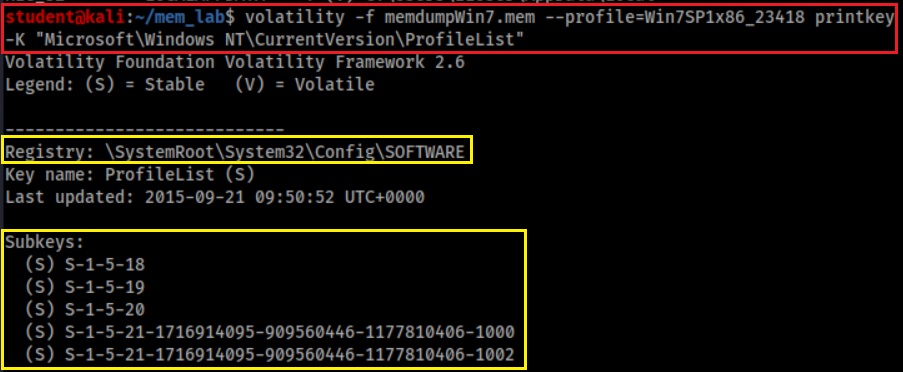 student@kali:~/mem_lab$ volatility -f memdumpWin7.mem --profile=Win7SP1x86_23418 printkey
-K "Microsoft\Windows NT\CurrentVersion\ProfileList"
Volatility Foundation Volatility Framework 2.6
Legend: (S) = Stable   (V) = Volatile

----------------------------
Registry: \SystemRoot\System32\Config\SOFTWARE
Key name: ProfileList (S)
Last updated: 2015-09-21 09:50:52 UTC+0000

Subkeys:
  (S) S-1-5-18
  (S) S-1-5-19
  (S) S-1-5-20
  (S) S-1-5-21-1716914095-909560446-1177810406-1000
  (S) S-1-5-21-1716914095-909560446-1177810406-1002